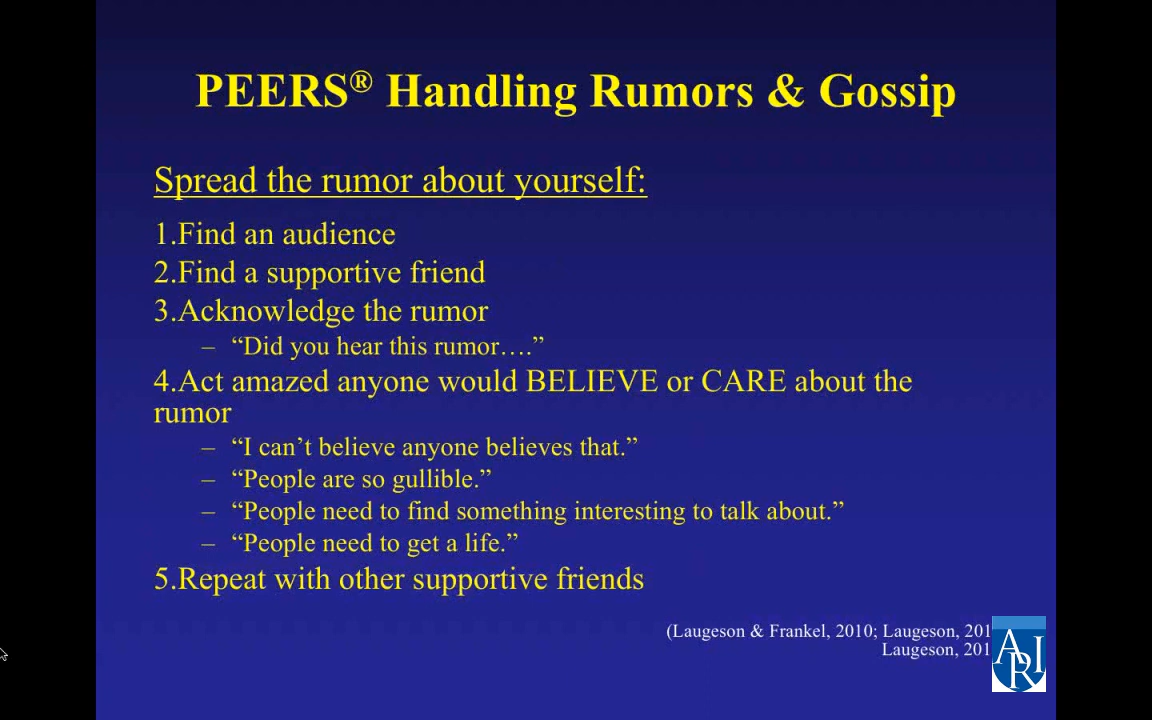 PEERS® Handling Rumors & Gossip
Spread the rumor about yourself:
1.Find an audience
2.Find a supportive friend
3.Acknowledge the rumor
– “Did you hear this rumor….”
4.Act amazed anyone would BELIEVE or CARE about the
rumor
– “I can’t believe anyone believes that.”
– “People are so gullible.”
– “People need to find something interesting to talk about.”
– “People need to get a life.”
5.Repeat with other supportive friends
(Laugeson & Frankel, 2010; Laugeson, 201
Laugeson, 201
ARI